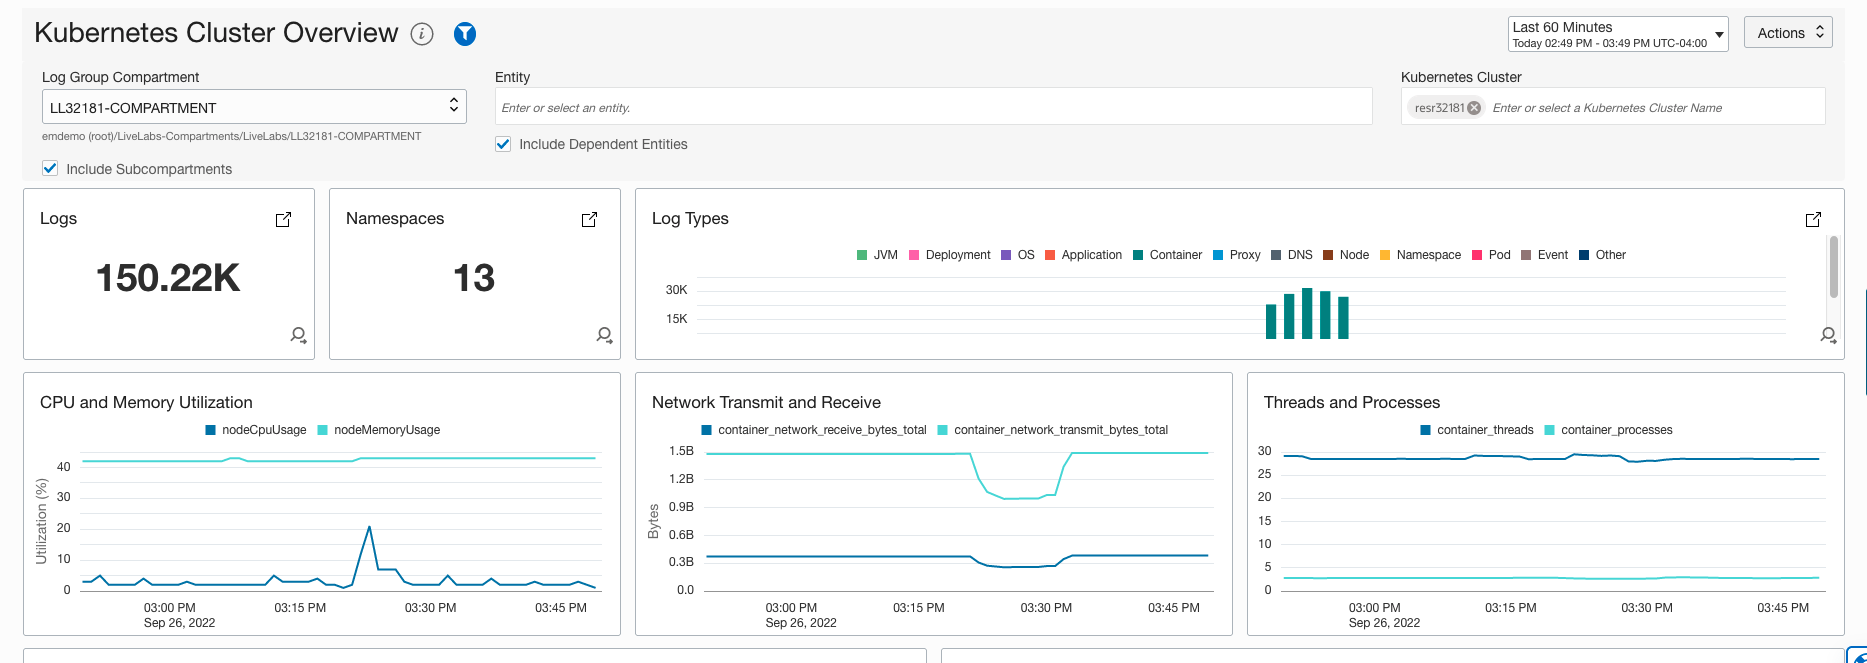 Kubernetes Cluster Overview
Last 60 Minutes
Today 02:49 PM - 03:49 PM UTC-04:00
Actions
Log Group Compartment
LL32181-COMPARTMENT
emdemo (root)/LiveLabs-Compartments/LiveLabs/LL32181-COMPARTMENT
Include Subcompartments
Entity
Enter or select an entity.
Include Dependent Entities
Kubernetes Cluster
resr32181 Enter or select a Kubernetes Cluster Name
Logs
150.22K
Namespaces
13
Log Types
JVM Deployment OS Application Container Proxy DNS Node Namespace Pod Event Other
30K
15K
CPU and Memory Utilization
nodeCpuUsage nodeMemoryUsage
Utilization (%)
40
30
20
10
0
03:00 PM 03:15 PM 03:30 PM 03:45 PM
Sep 26, 2022
Network Transmit and Receive
container_network_receive_bytes_total container_network_transmit_bytes_total
Bytes
1.5B
1.2B
0.9B
0.6B
0.3B
0.0
03:00 PM 03:15 PM 03:30 PM 03:45 PM
Sep 26, 2022
Threads and Processes
container_threads container_processes
30
25
20
15
10
5
0
03:00 PM 03:15 PM 03:30 PM 03:45 PM
Sep 26, 2022